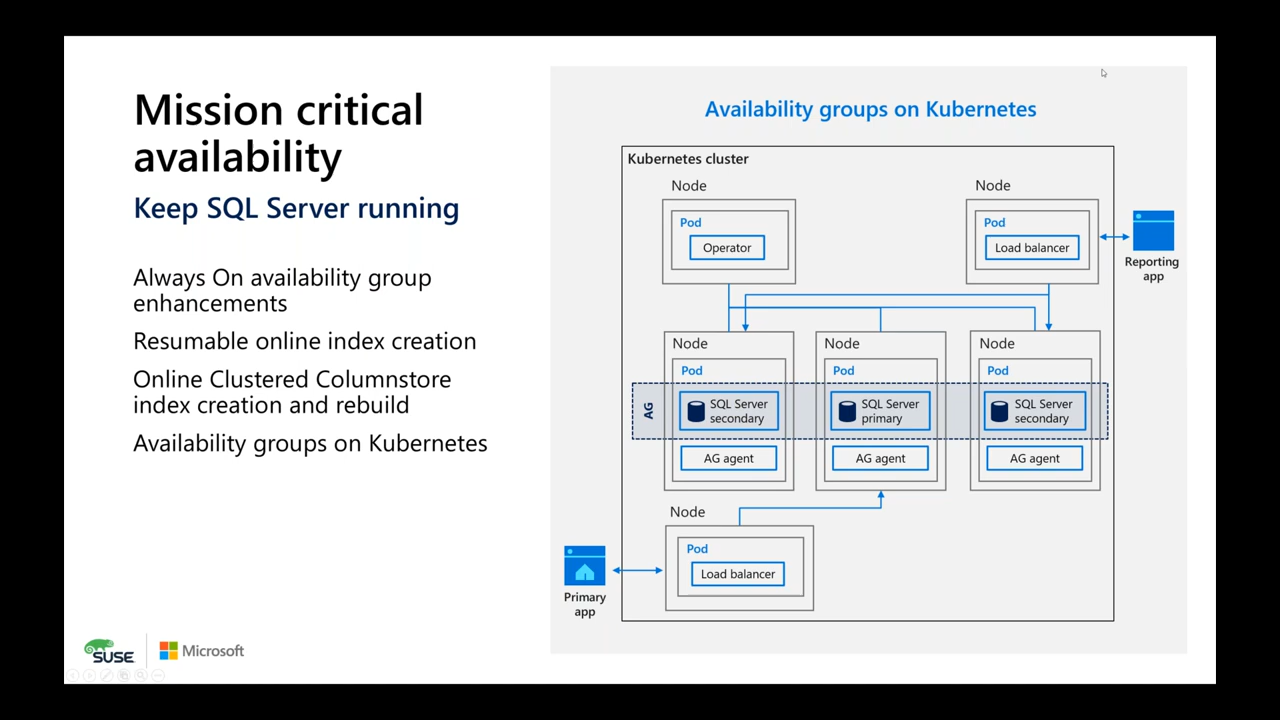 Mission critical
availability
Keep SQL Server running
Always On availability group
enhancements
Resumable online index creation
Online Clustered Columnstore
index creation and rebuild
Availability groups on Kubernetes
SUSE
Microsoft
Availability groups on Kubernetes
Kubernetes cluster
Node
Pod
Operator
Node
Pod
Load balancer
Reporting
app
Node
Pod
SQL Server
secondary
AG agent
Node
Pod
SQL Server
primary
AG agent
Node
Pod
SQL Server
secondary
AG agent
AG
Node
Pod
Load balancer
Primary
app